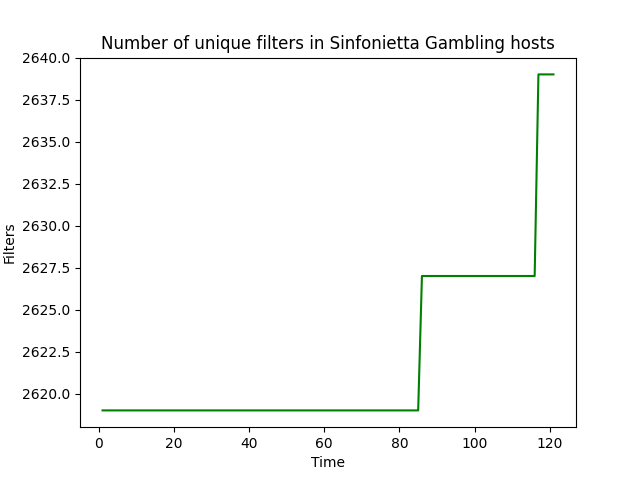 Number of unique filters in Sinfonietta Gambling hosts
2640.0
2637.5
2635.0
2632.5
2630.0
2627.5
2625.0
2622.5
2620.0
Filters
0 20 40 60 80 100 120
Time